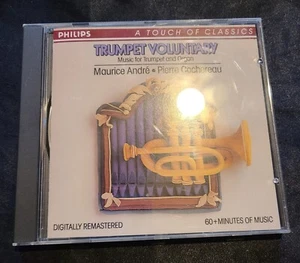 PHILIPS
A TOUCH OF CLASSICS
TRUMPET VOLUNTARY
Music for Trumpet and Organ
Maurice André • Pierre Cochereau
DIGITALLY REMASTERED
60+MINUTES OF MUSIC